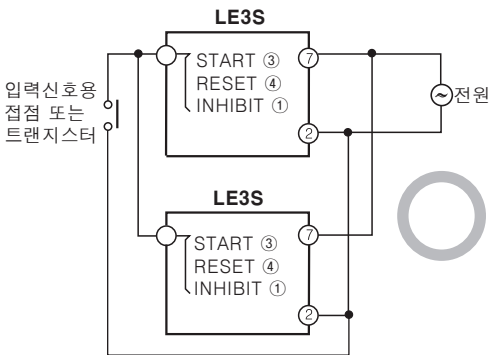 LE3S
START ③
RESET ④
INHIBIT ①
⑦
②
입력신호용
접점 또는
트랜지스터
전원
LE3S
START ③
RESET ④
INHIBIT ①
⑦
②